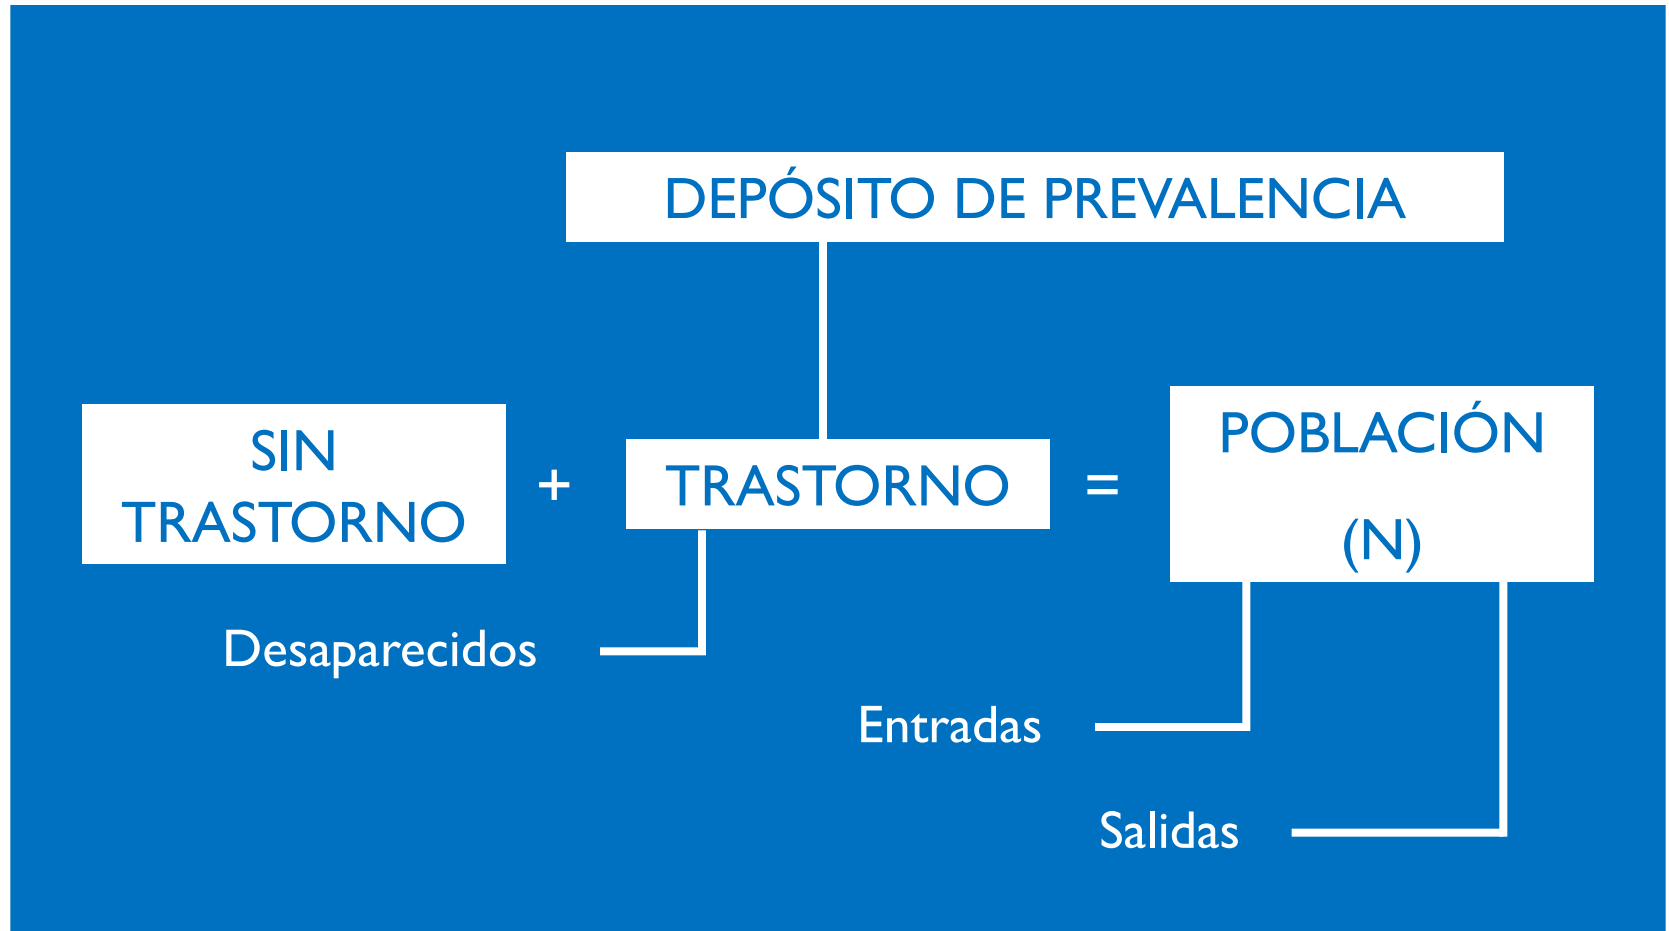 DEPÓSITO DE PREVALENCIA
SIN
TRASTORNO
+
TRASTORNO
=
POBLACIÓN
(N)
Desaparecidos
Entradas
Salidas